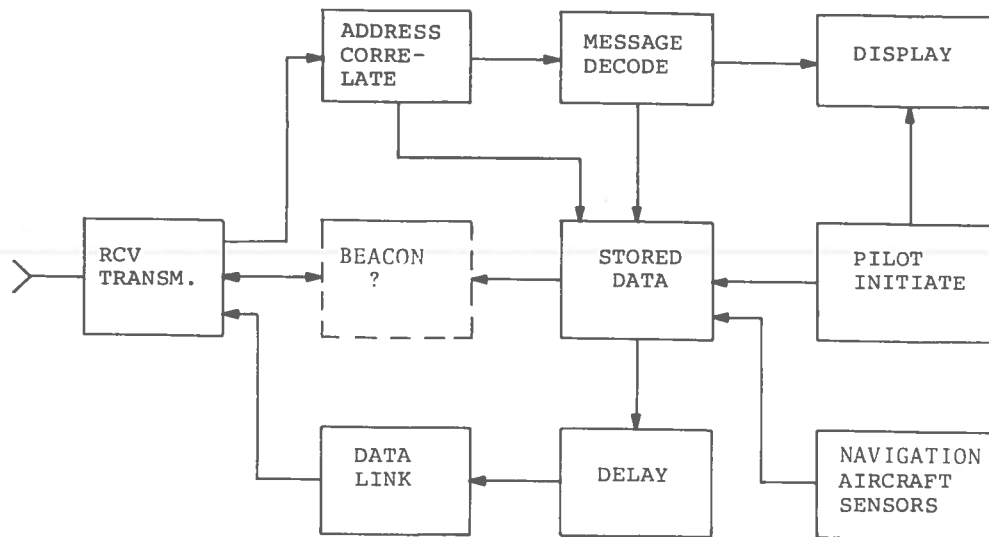 ADDRESS
CORRE-
LATE
MESSAGE
DECODE
DISPLAY
RCV
TRANSM.
BEACON
?
STORED
DATA
PILOT
INITIATE
DATA
LINK
DELAY
NAVIGATION
AIRCRAFT
SENSORS